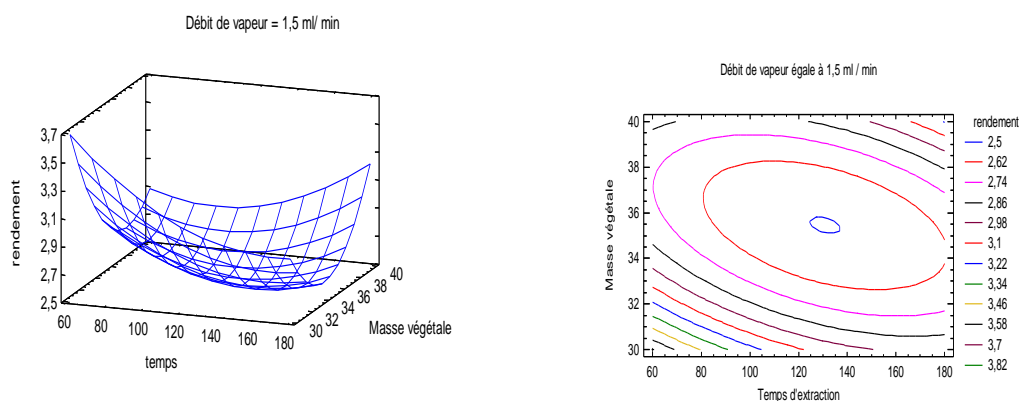 Débit de vapeur = 1,5 ml/ min
3,7
3,5
3,3
3,1
2,9
2,7
2,5
rendement
60 80 100 120 140 160 180
temps
30 32 34 36 38 40
Masse végétale
Débit de vapeur égale à 1,5 ml / min
40
38
36
34
32
30
Masse végétale
60 80 100 120 140 160 180
Temps d'extraction
rendement
2,5
2,62
2,74
2,86
2,98
3,1
3,22
3,34
3,46
3,58
3,7
3,82